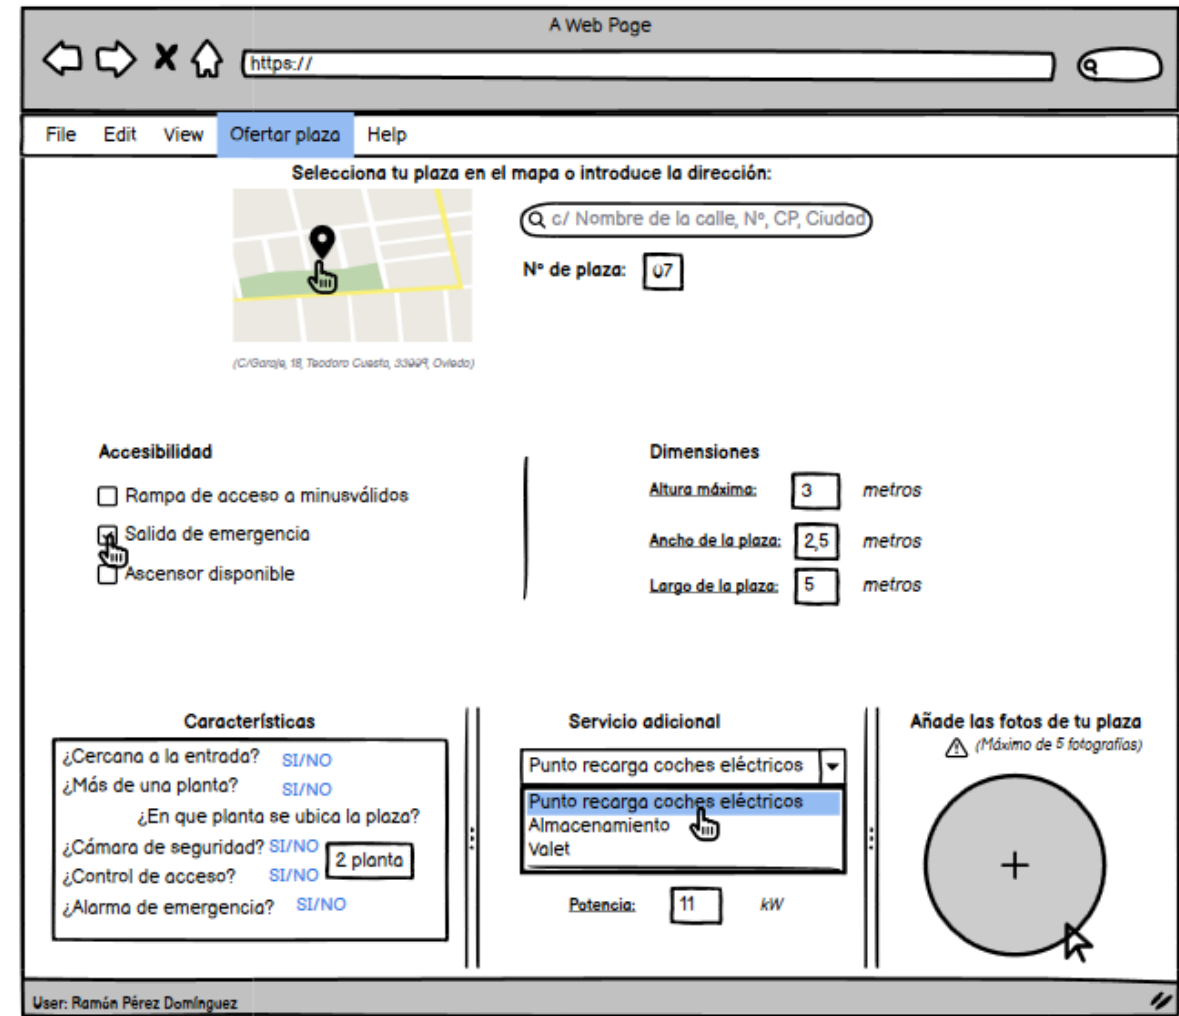 A Web Page
https://
File Edit View Ofertar plaza Help
Selecciona tu plaza en el mapa o introduce la dirección:
c/ Nombre de la calle, Nº, CP, Ciudad
Nº de plaza: 07
(C/Garaje, 18, Teodoro Cuesta, Oviedo)
Accesibilidad
Rampa de acceso a minusválidos
Salida de emergencia
Ascensor disponible
Dimensiones
Altura máxima: 3 metros
Ancho de la plaza: 2,5 metros
Largo de la plaza: 5 metros
Características
¿Cercana a la entrada? SI/NO
¿Más de una planta? SI/NO
¿En que planta se ubica la plaza?
2 planta
¿Cámara de seguridad? SI/NO
¿Control de acceso? SI/NO
¿Alarma de emergencia? SI/NO
Servicio adicional
Punto recarga coches eléctricos
Punto recarga coches eléctricos
Almacenamiento
Valet
Potencia: 11 kW
Añade las fotos de tu plaza
(Máximo de 5 fotografías)
User: Ramón Pérez Domínguez